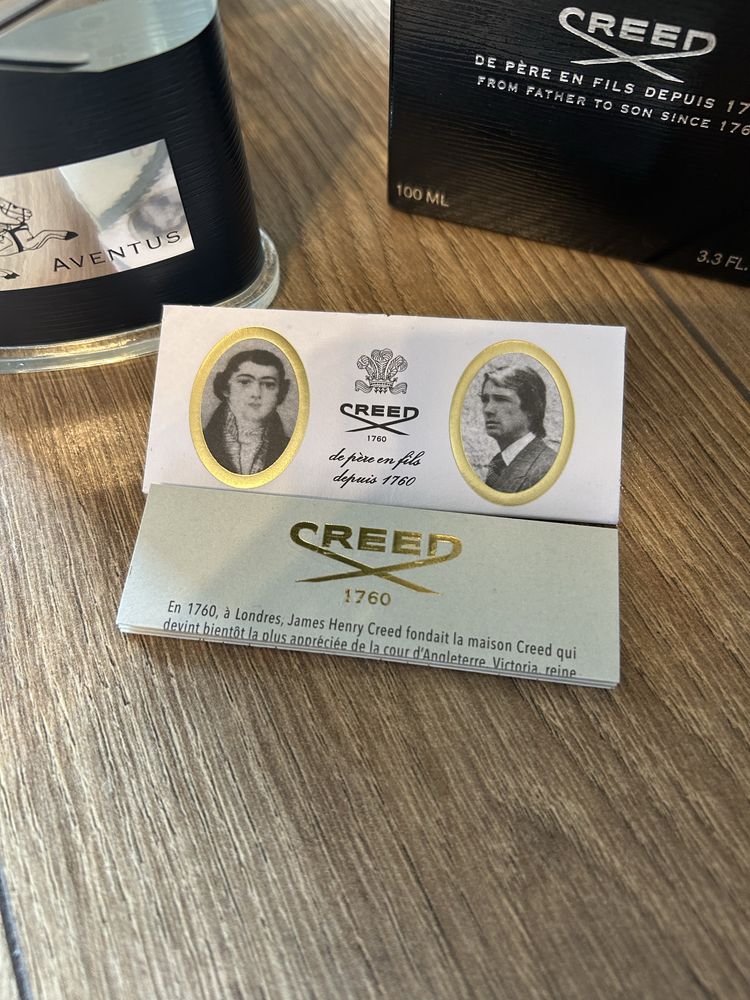 CREED
DE PÈRE EN FILS DEPUIS
FROM FATHER TO SON SINCE
100 ML
3.3 FL.
AVENTUS
CREED
1760
de père en fils
depuis 1760
CREED
1760
En 1760, à Londres, James Henry Creed fondait la maison Creed qui
devint bientôt la plus appréciée de la cour d'Angleterre. Victoria, reine